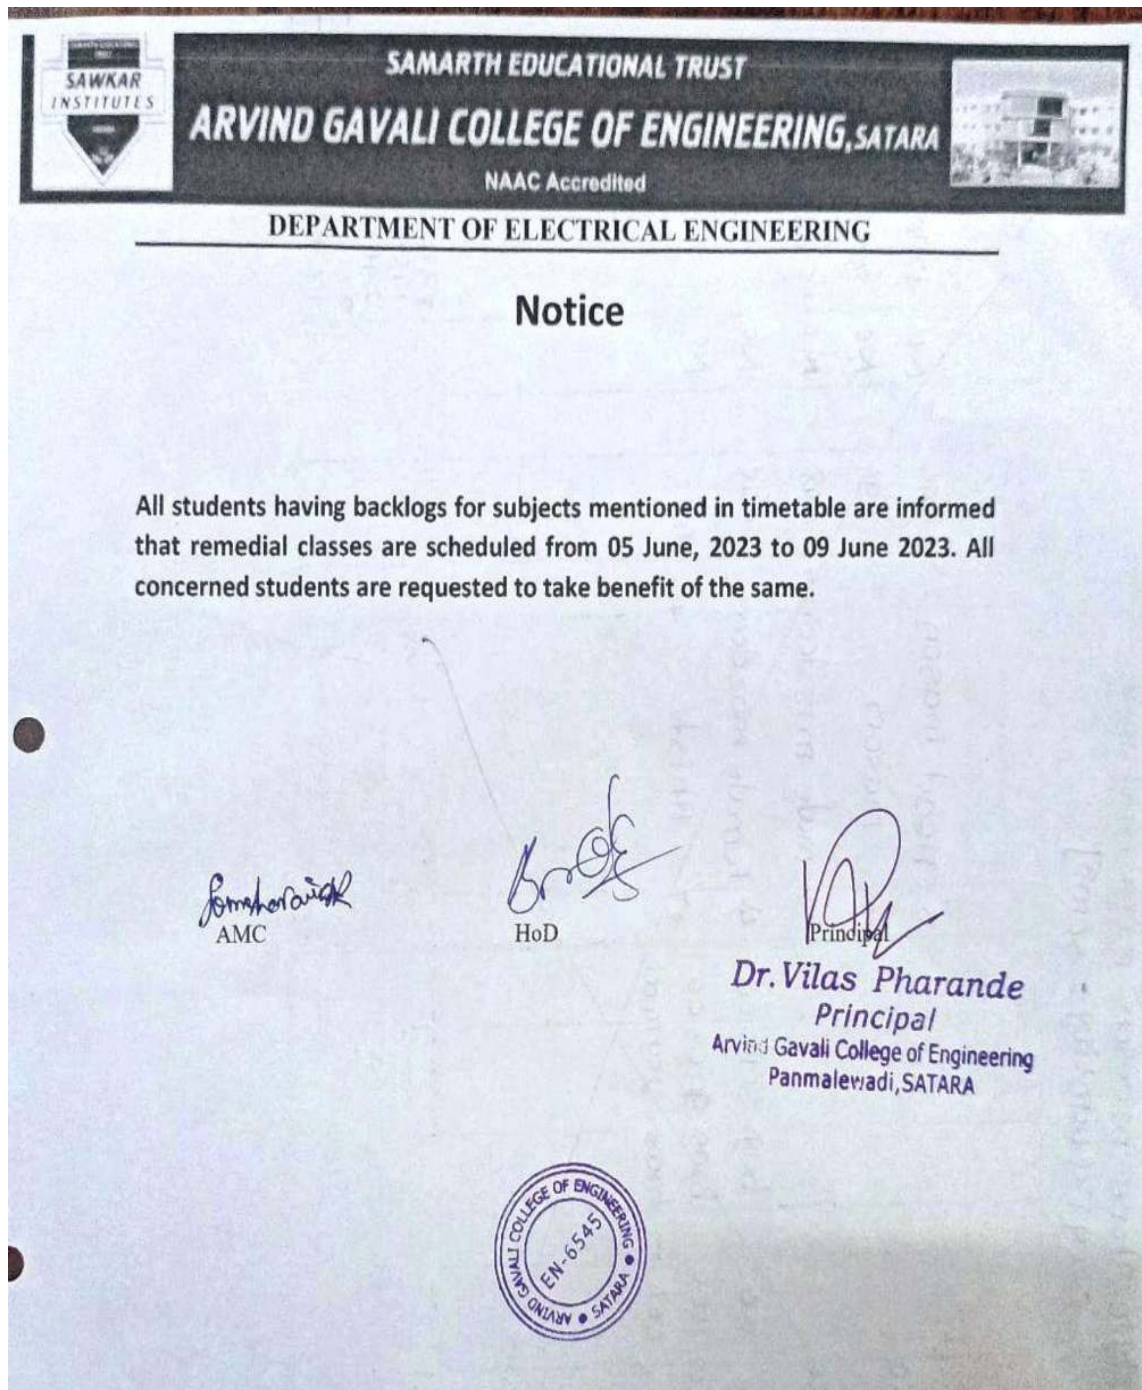 SAWKAR
INSTITUTES
SAMARTH EDUCATIONAL TRUST
ARVIND GAVALI COLLEGE OF ENGINEERING, SATARA
NAAC Accredited
DEPARTMENT OF ELECTRICAL ENGINEERING
Notice
All students having backlogs for subjects mentioned in timetable are informed
that remedial classes are scheduled from 05 June, 2023 to 09 June 2023. All
concerned students are requested to take benefit of the same.
AMC
HoD
Principal
Dr. Vilas Pharande
Principal
Arvind Gavali College of Engineering
Panmalewadi, SATARA
ARVIND GAVALI COLLEGE OF ENGINEERING • SATARA •
EN-6545